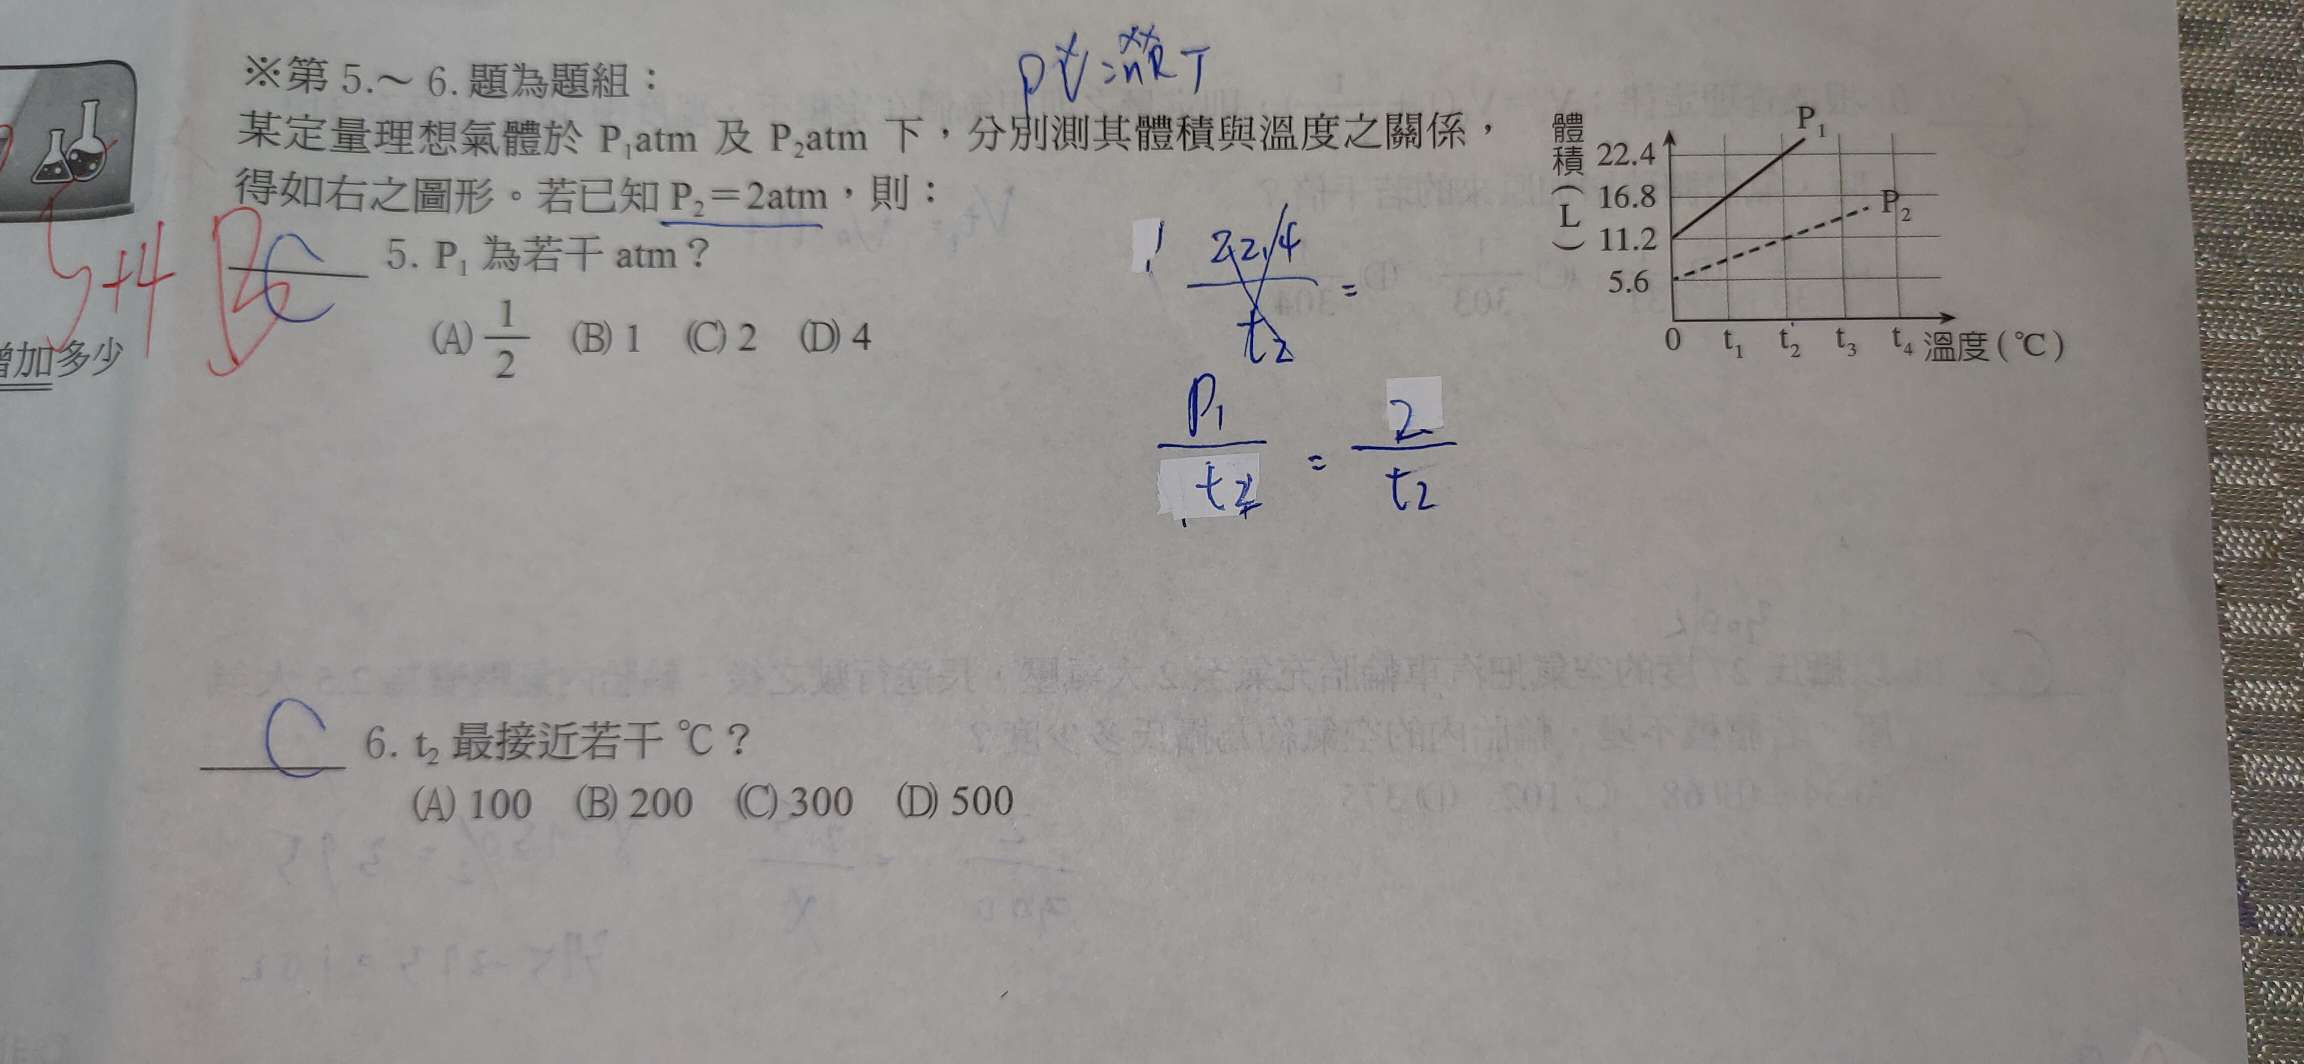 ※第 5.～ 6. 題為題組：
某定量理想氣體於 P₁atm 及 P₂atm 下，分別測其體積與溫度之關係，
得如右之圖形。若已知 P₂＝2atm，則：
C 5. P₁ 為若干 atm？
(A) 1/2 (B) 1 (C) 2 (D) 4
C 6. t₂ 最接近若干 ℃？
(A) 100 (B) 200 (C) 300 (D) 500
PV=nRT
22.4/t₂ =
P₁/t₂ = 2/t₂
體積(L)
22.4
16.8
11.2
5.6
P₁
P₂
0 t₁ t₂ t₃ t₄ 溫度(℃)
+4
B
增加多少